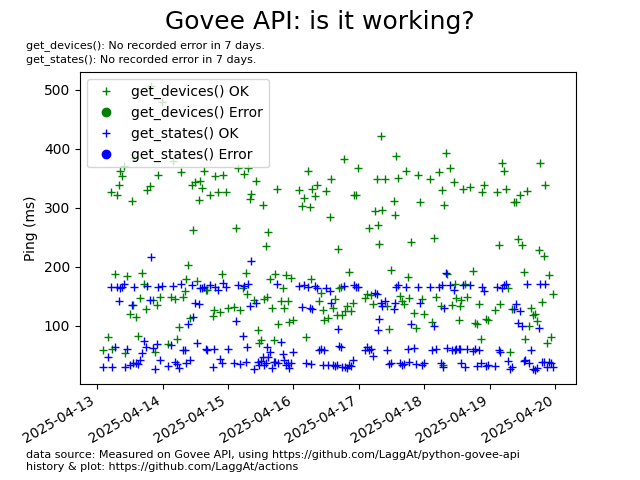 Govee API: is it working?
get_devices(): No recorded error in 7 days.
get_states(): No recorded error in 7 days.
get_devices() OK
get_devices() Error
get_states() OK
get_states() Error
Ping (ms)
500
400
300
200
100
2025-04-13
2025-04-14
2025-04-15
2025-04-16
2025-04-17
2025-04-18
2025-04-19
2025-04-20
data source: Measured on Govee API, using https://github.com/LaggAt/python-govee-api
history & plot: https://github.com/LaggAt/actions